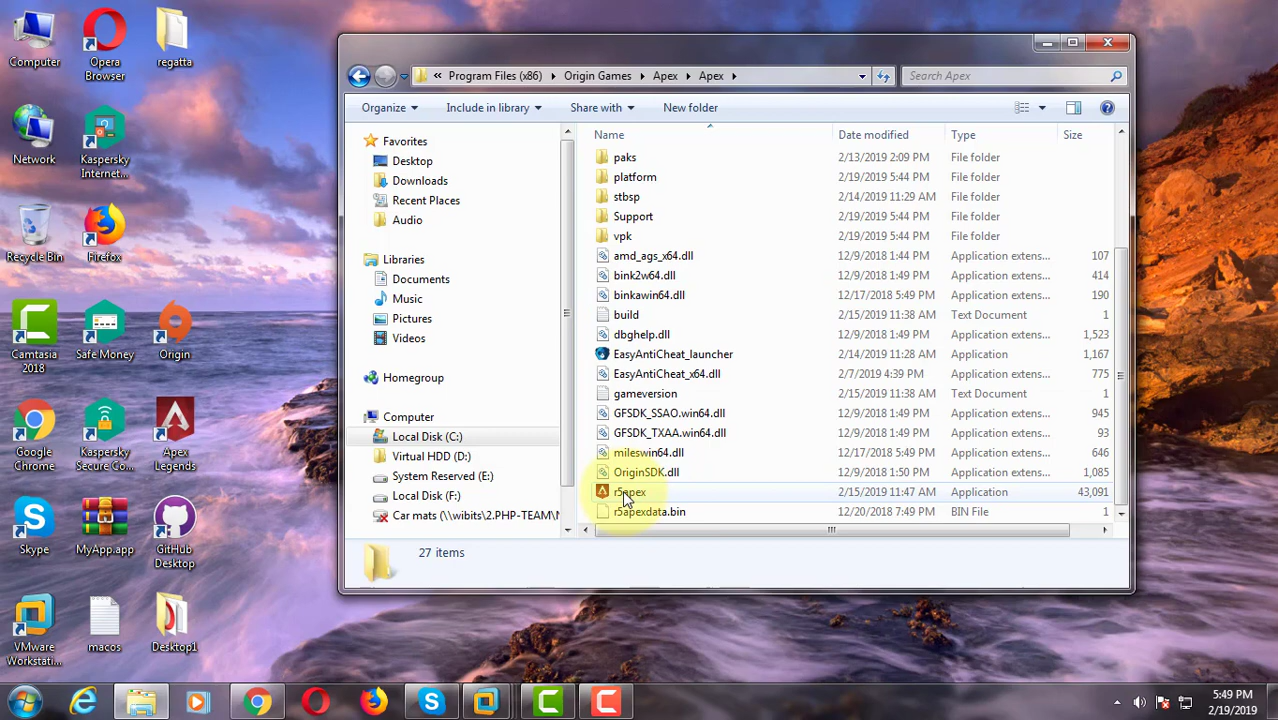 Computer
Opera
Browser
regatta
Network
Kaspersky
Internet...
Recycle Bin
Firefox
Camtasia
2018
Safe Money
Origin
Google
Chrome
Kaspersky
Secure Co...
Apex
Legends
Skype
MyApp.app
GitHub
Desktop
VMware
Workstati...
macos
Desktop1
« Program Files (x86) Origin Games Apex Apex
Search Apex
Organize Include in library Share with New folder
Favorites
Desktop
Downloads
Recent Places
Audio
Libraries
Documents
Music
Pictures
Videos
Homegroup
Computer
Local Disk (C:)
Virtual HDD (D:)
System Reserved (E:)
Local Disk (F:)
Car mats (\\wibits\2.PHP-TEAM\
Name Date modified Type Size
paks 2/13/2019 2:09 PM File folder
platform 2/19/2019 5:44 PM File folder
stbsp 2/14/2019 11:29 AM File folder
Support 2/19/2019 5:44 PM File folder
vpk 2/19/2019 5:44 PM File folder
amd_ags_x64.dll 12/9/2018 1:44 PM Application extens... 107
bink2w64.dll 12/9/2018 1:49 PM Application extens... 414
binkawin64.dll 12/17/2018 5:49 PM Application extens... 190
build 2/15/2019 11:38 AM Text Document 1
dbghelp.dll 12/9/2018 1:49 PM Application extens... 1,523
EasyAntiCheat_launcher 2/14/2019 11:28 AM Application 1,167
EasyAntiCheat_x64.dll 2/7/2019 4:39 PM Application extens... 775
gameversion 2/15/2019 11:38 AM Text Document 1
GFSDK_SSAO.win64.dll 12/9/2018 1:49 PM Application extens... 945
GFSDK_TXAA.win64.dll 12/9/2018 1:49 PM Application extens... 93
mileswin64.dll 12/17/2018 5:49 PM Application extens... 646
OriginSDK.dll 12/9/2018 1:50 PM Application extens... 1,085
r5apex 2/15/2019 11:47 AM Application 43,091
r5apexdata.bin 12/20/2018 7:49 PM BIN File 1
27 items
5:49 PM
2/19/2019